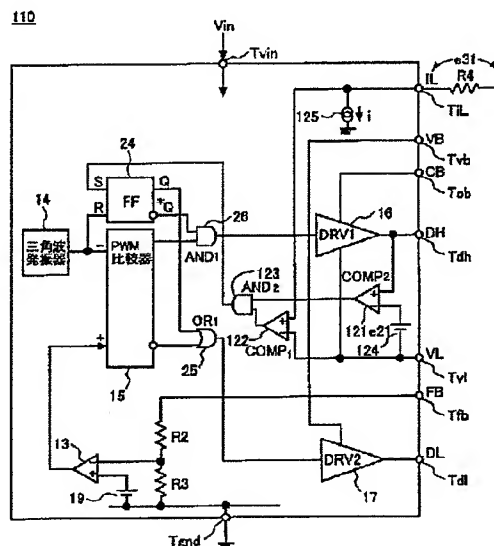 110
Vin
Tvin
e3f
IL
R4
125
i
TiL
VB
Tvb
CB
Tcb
24
S
Q
FF
R
*Q
14
三角波
発振器
-
PWM
比較器
+
15
26
AND1
16
DRV1
DH
Tdh
123
AND2
COMP2
+
-
121
e21
122
COMP1
+
-
124
VL
Tvl
OR1
25
FB
Tfb
R2
13
-
+
R3
19
DRV2
17
DL
Tdl
Tgnd